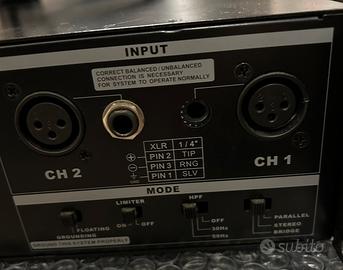 INPUT
CORRECT BALANCED / UNBALANCED
CONNECTION IS NECESSARY
FOR SYSTEM TO OPERATE NORMALLY
XLR 1/4"
PIN 2 TIP
PIN 3 RNG
PIN 1 SLV
CH 2
CH 1
MODE
LIMITER
HPF
FLOATING
GROUNDING
ON OFF
OFF
30Hz
50Hz
PARALLEL
STEREO
BRIDGE
GROUND THIS SYSTEM PROPERLY
subito